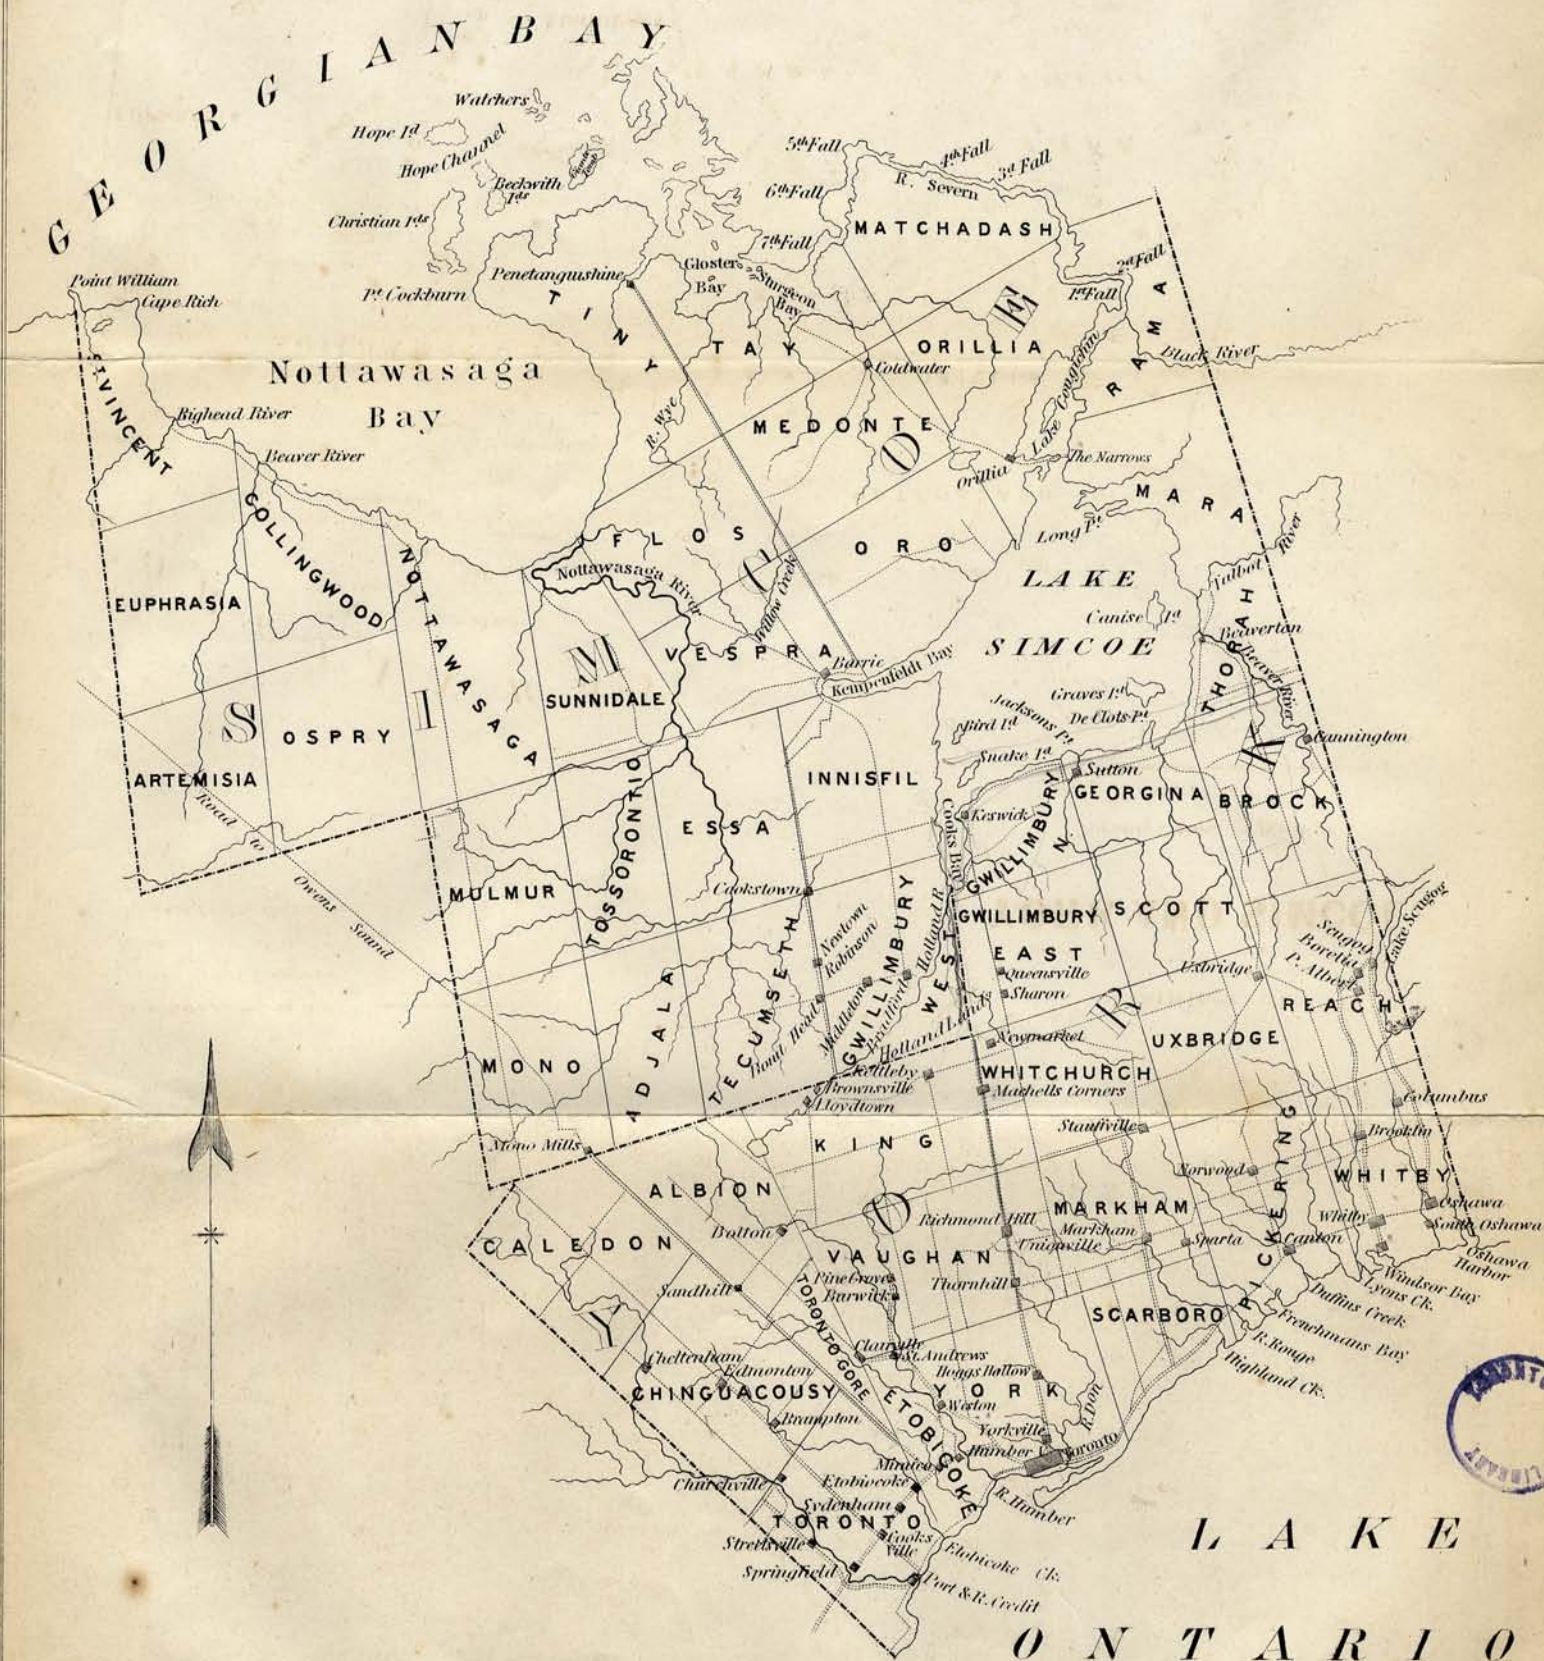 GEORGIAN BAY
Watchers
Hope Id
Hope Channel
Beckwith
Ids
Christian Ids
5th Fall
4th Fall
3d Fall
R. Severn
6th Fall
MATCHADASH
7th Fall
2d Fall
1st Fall
Gloster
Bay
Sturgeon
Bay
Penetanguishine
Pt Cockburn
Point William
Cape Rich
TINY
TAY
ORILLIA
RAMA
Black River
Coldwater
Lake Coughchin
ST VINCENT
Nottawasaga
Bay
Bighead River
Beaver River
R. Wye
MEDONTE
Orillia
The Narrows
MARA
Long Pt
COLLINGWOOD
NOTTAWASAGA
FLOS
ORO
Nottawasaga River
Willow Creek
LAKE
SIMCOE
Talbot River
Canise Id
THORAH
Beaverton
Beaver River
EUPHRASIA
VESPRA
Barrie
Kempenfeldt Bay
SUNNIDALE
SIMCOE
OSPRY
ARTEMISIA
Road to Owens Sound
Graves Id
Jacksons Pt
De Clots Pt
Bird Id
Snake Id
Cannington
INNISFIL
Sutton
GEORGINA
BROCK
Keswick
Cooks Bay
GWILLIMBURY N.
ESSA
TOSSORONTIO
MULMUR
Cookstown
Newtown
Robinson
GWILLIMBURY WEST
Holland R
GWILLIMBURY
EAST
SCOTT
Queensville
Sharon
Uxbridge
Scugog
Borelia
P. Albert
Lake Scugog
REACH
TECUMSETH
Bond Head
Middleton
Bradford
Holland Landg
Newmarket
UXBRIDGE
MONO
ADJALA
Kettleby
WHITCHURCH
Brownsville
Machells Corners
Lloydtown
Columbus
Stauffville
Brooklin
Mono Mills
KING
Norwood
WHITBY
ALBION
MARKHAM
PICKERING
Oshawa
South Oshawa
Whitby
Richmond Hill
Markham
Unionville
Sparta
Canton
Oshawa
Harbor
Bolton
CALEDON
VAUGHAN
Pine Grove
Burwick
Thornhill
Windsor Bay
Lyons Ck.
Duffins Creek
Sandhill
TORONTO GORE
SCARBORO
Frenchmans Bay
R. Rouge
Highland Ck.
YORK
Clairville
St. Andrews
Cheltenham
Edmonton
Hoggs Hollow
CHINGUACOUSY
ETOBICOKE
YORK
Weston
R. Don
Brampton
Yorkville
Humber
Toronto
Mimico
Churchville
Etobicoke
Sydenham
R. Humber
TORONTO
Cooks
ville
Streetsville
Springfield
Etobicoke Ck.
Port & R. Credit
LAKE
ONTARIO
TORONTO
LIBRARY